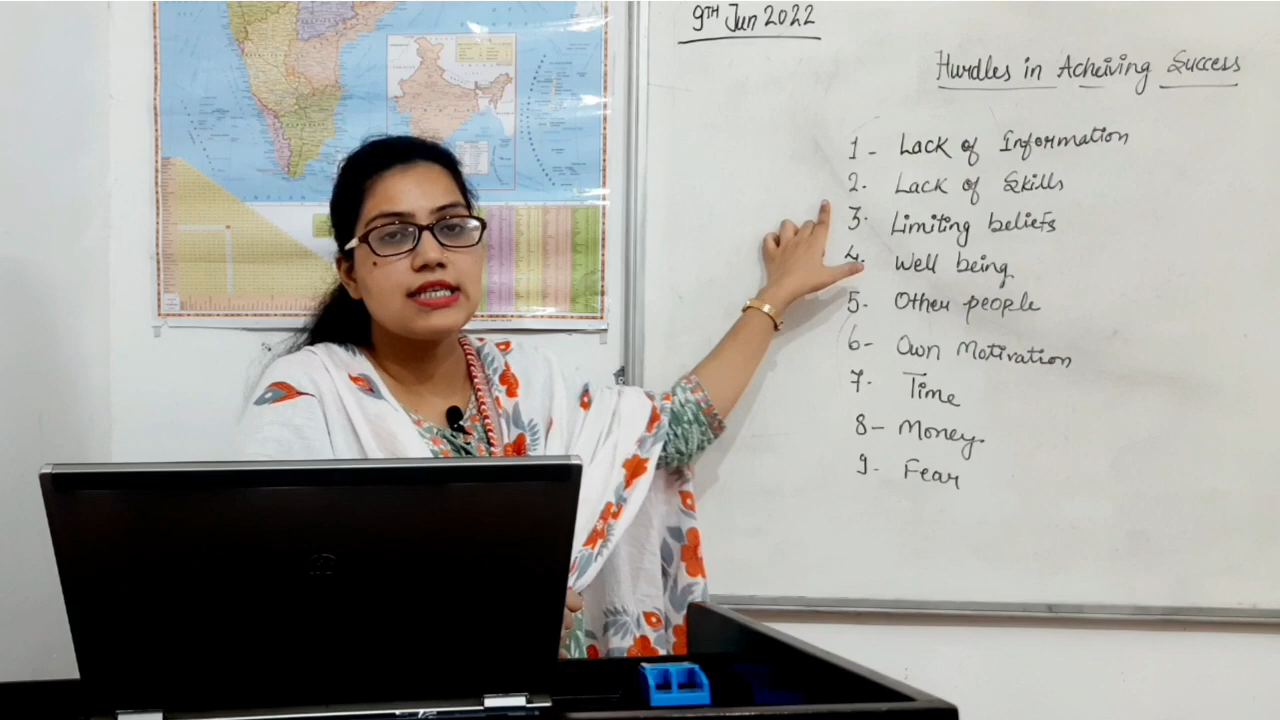 9TH Jun 2022
Hurdles in Acheiving Success
1- Lack of Information
2. Lack of Skills
3. Limiting beliefs
4. Well being
5- Other people
6- Own Motivation
7. Time
8- Money
9- Fear
INDIAN